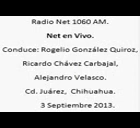 Radio Net 1060 AM.
Net en Vivo.
Conduce: Rogelio González Quiroz,
Ricardo Chávez Carbajal,
Alejandro Velasco.
Cd. Juárez, Chihuahua.
3 Septiembre 2013.